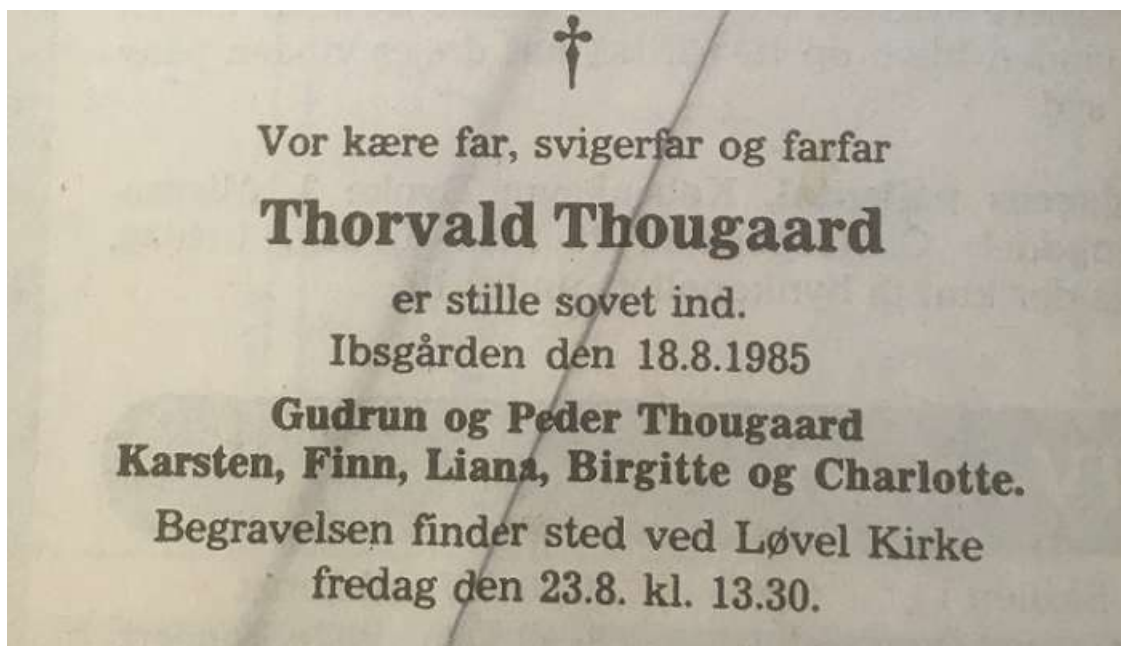 Vor kære far, svigerfar og farfar
Thorvald Thougaard
er stille sovet ind.
Ibsgården den 18.8.1985
Gudrun og Peder Thougaard
Karsten, Finn, Liana, Birgitte og Charlotte.
Begravelsen finder sted ved Løvel Kirke
fredag den 23.8. kl. 13.30.